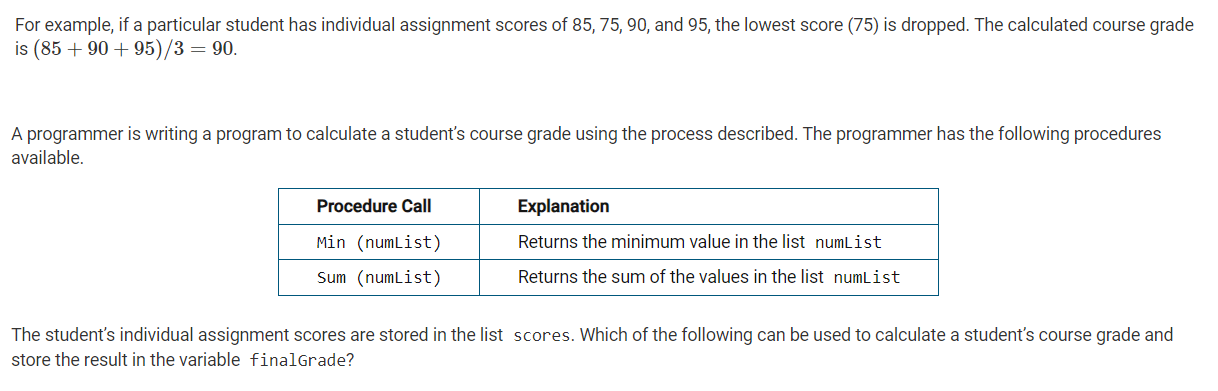 For example, if a particular student has individual assignment scores of 85, 75, 90, and 95, the lowest score (75) is dropped. The calculated course grade
is (85 + 90 + 95)/3 = 90.
A programmer is writing a program to calculate a student's course grade using the process described. The programmer has the following procedures
available.
Procedure Call Explanation
Min (numList) Returns the minimum value in the list numList
Sum (numList) Returns the sum of the values in the list numList
The student's individual assignment scores are stored in the list scores. Which of the following can be used to calculate a student's course grade and
store the result in the variable finalGrade?